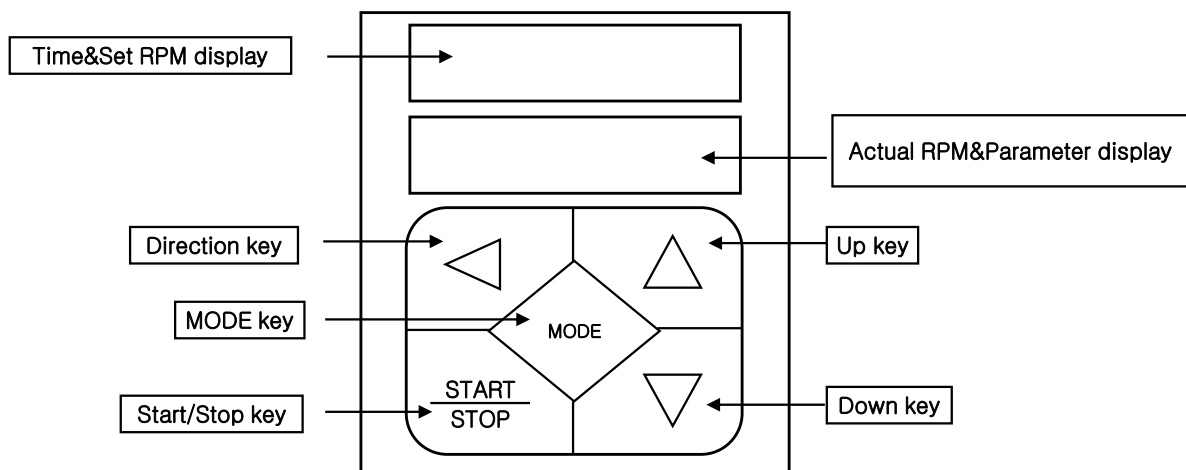 Time&Set RPM display
Actual RPM&Parameter display
Direction key
Up key
MODE key
MODE
Start/Stop key
START
STOP
Down key